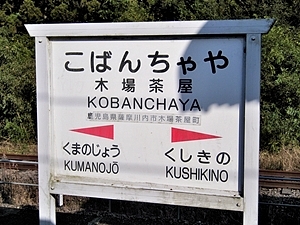 こばんちゃや
木場茶屋
KOBANCHAYA
鹿児島県薩摩川内市木場茶屋町
くまのじょう
KUMANOJŌ
くしきの
KUSHIKINO